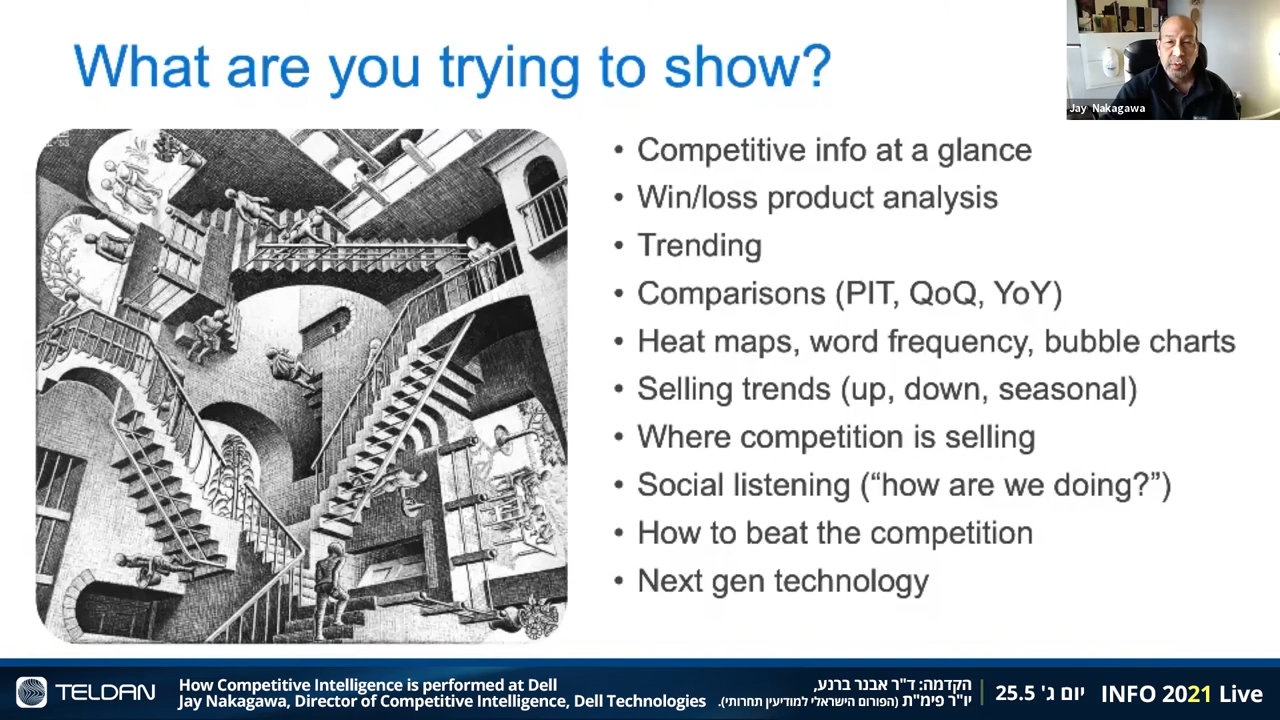 What are you trying to show?
Jay Nakagawa
• Competitive info at a glance
• Win/loss product analysis
• Trending
• Comparisons (PIT, QoQ, YoY)
• Heat maps, word frequency, bubble charts
• Selling trends (up, down, seasonal)
• Where competition is selling
• Social listening (“how are we doing?”)
• How to beat the competition
• Next gen technology
TELDAN
How Competitive Intelligence is performed at Dell
Jay Nakagawa, Director of Competitive Intelligence, Dell Technologies
הקדמה: ד"ר אבנר ברנע,
יו"ר פימ"ת (הפורום הישראלי למודיעין תחרותי).
יום ג' 25.5
INFO 2021 Live